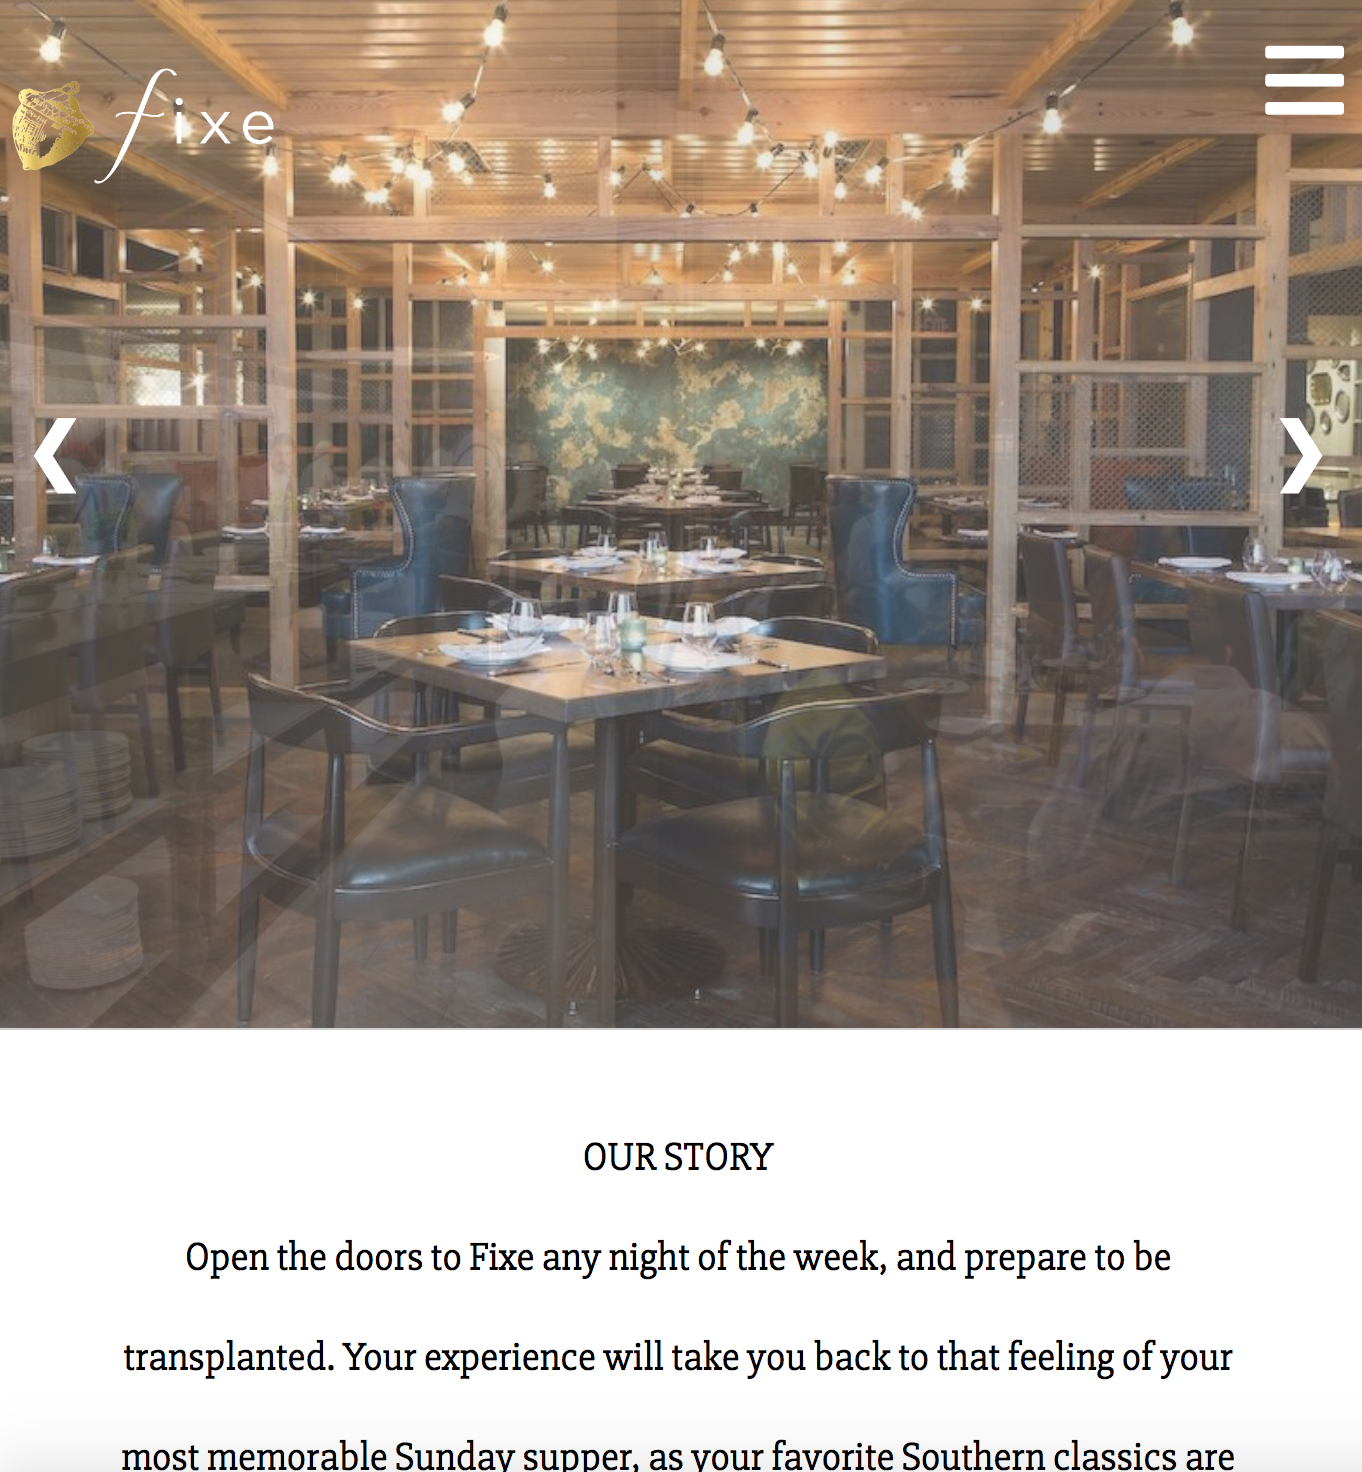 fixe
OUR STORY
Open the doors to Fixe any night of the week, and prepare to be
transplanted. Your experience will take you back to that feeling of your
most memorable Sunday supper, as your favorite Southern classics are